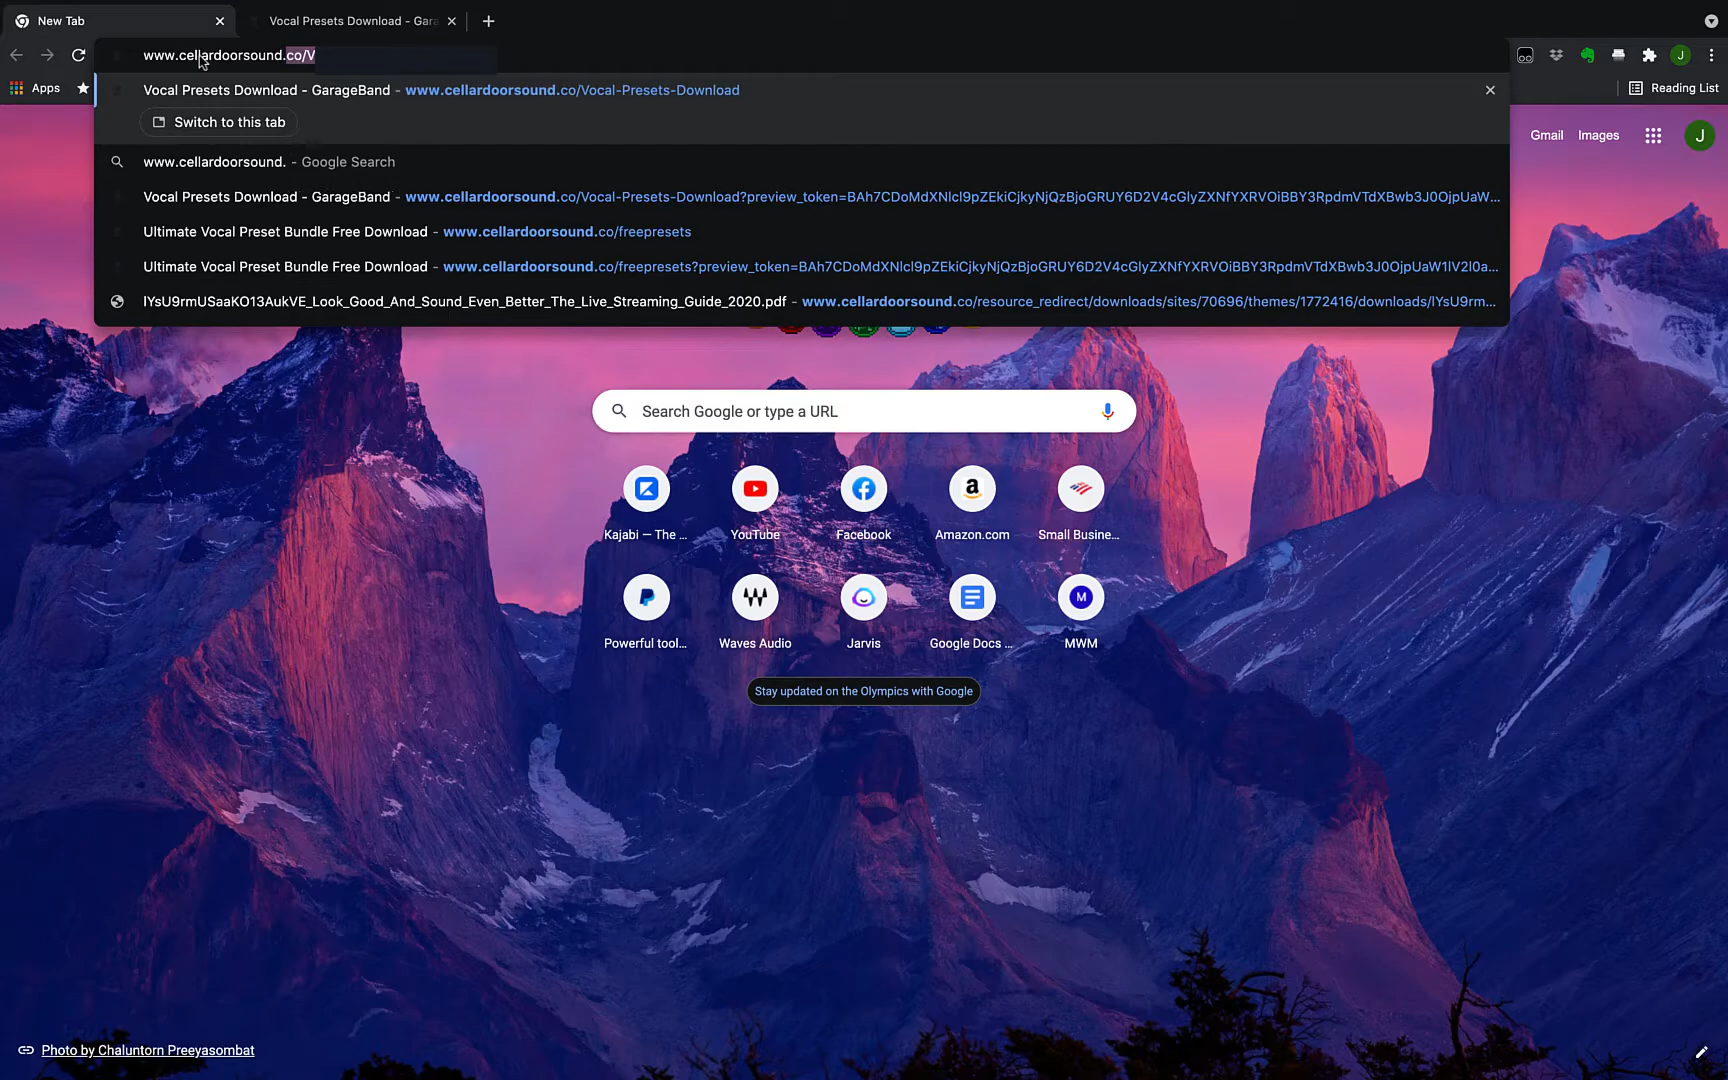 New Tab
Vocal Presets Download - Gara
www.cellardoorsound.co/V
Apps
Reading List
Vocal Presets Download - GarageBand - www.cellardoorsound.co/Vocal-Presets-Download
Switch to this tab
www.cellardoorsound. - Google Search
Vocal Presets Download - GarageBand - www.cellardoorsound.co/Vocal-Presets-Download?preview_token=BAh7CDoMdXNlcl9pZEkiCjkyNjQzBjoGRUY6D2V4cGlyZXNfYXRVOiBBY3RpdmVTdXBwb3J0OjpUaW...
Ultimate Vocal Preset Bundle Free Download - www.cellardoorsound.co/freepresets
Ultimate Vocal Preset Bundle Free Download - www.cellardoorsound.co/freepresets?preview_token=BAh7CDoMdXNlcl9pZEkiCjkyNjQzBjoGRUY6D2V4cGlyZXNfYXRVOiBBY3RpdmVTdXBwb3J0OjpUaW1lV2l0a...
lYsU9rmUSaaKO13AukVE_Look_Good_And_Sound_Even_Better_The_Live_Streaming_Guide_2020.pdf - www.cellardoorsound.co/resource_redirect/downloads/sites/70696/themes/1772416/downloads/lYsU9rm...
J
Gmail Images
J
Search Google or type a URL
Kajabi — The ...
YouTube
Facebook
a
Amazon.com
Small Busine...
Powerful tool...
Waves Audio
Jarvis
Google Docs ...
M
MWM
Stay updated on the Olympics with Google
Photo by Chaluntorn Preeyasombat